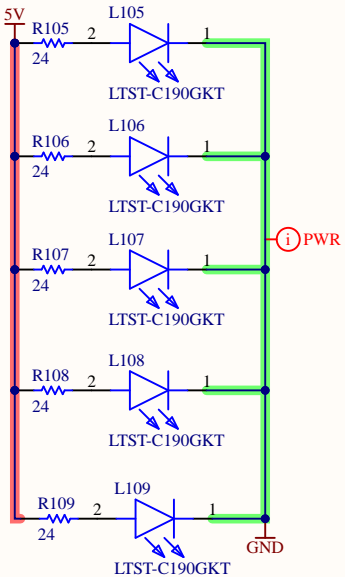 5V
R105
24
2
L105
1
LTST-C190GKT
R106
24
2
L106
1
LTST-C190GKT
i PWR
R107
24
2
L107
1
LTST-C190GKT
R108
24
2
L108
1
LTST-C190GKT
R109
24
2
L109
1
LTST-C190GKT
GND